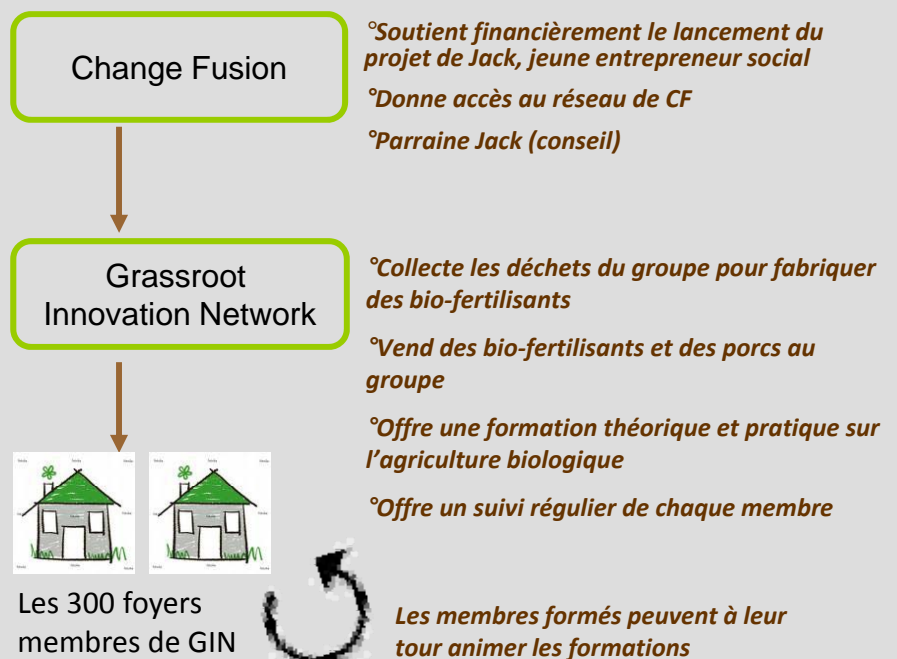 Change Fusion
°Soutient financièrement le lancement du
projet de Jack, jeune entrepreneur social
°Donne accès au réseau de CF
°Parraine Jack (conseil)
Grassroot
Innovation Network
°Collecte les déchets du groupe pour fabriquer
des bio-fertilisants
°Vend des bio-fertilisants et des porcs au
groupe
°Offre une formation théorique et pratique sur
l’agriculture biologique
°Offre un suivi régulier de chaque membre
Les 300 foyers
membres de GIN
Les membres formés peuvent à leur
tour animer les formations